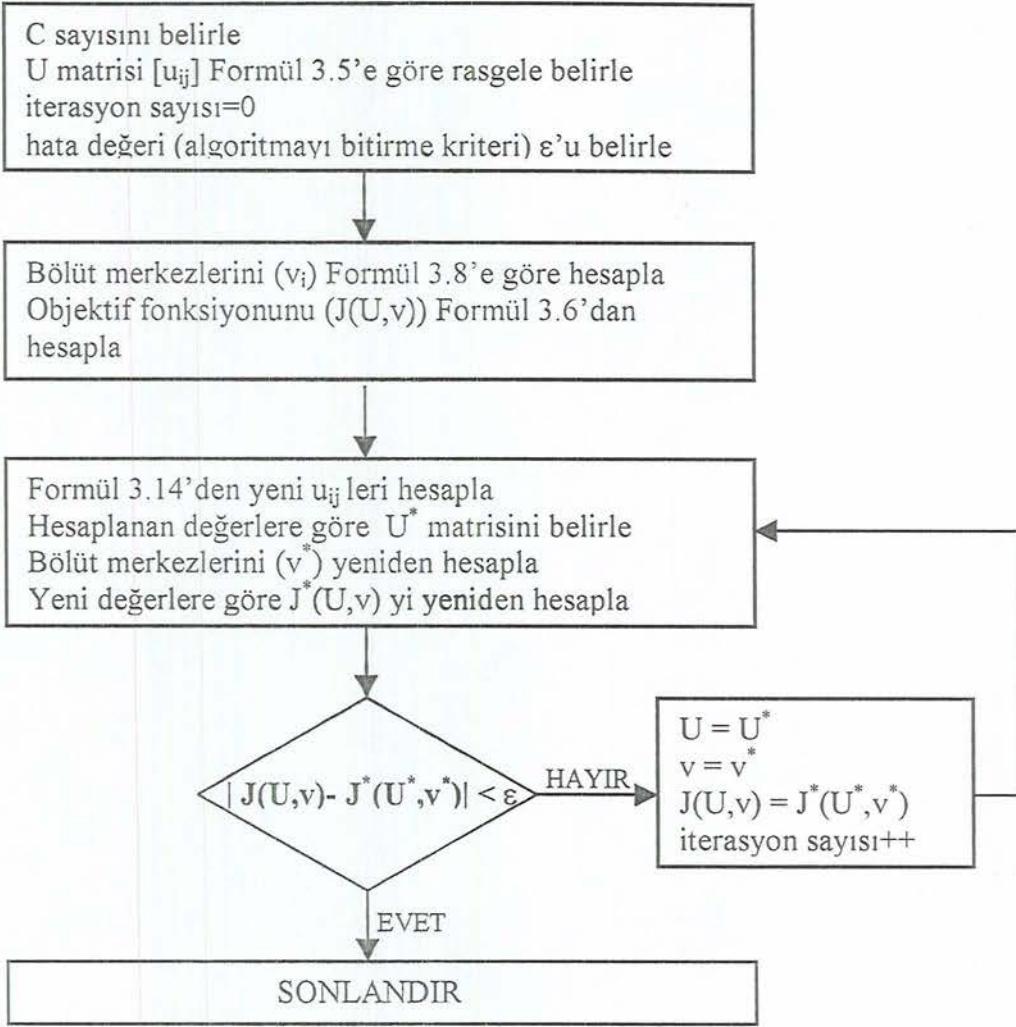 C sayısını belirle
U matrisi [uij] Formül 3.5'e göre rasgele belirle
iterasyon sayısı=0
hata değeri (algoritmayı bitirme kriteri) ε'u belirle
Bölüt merkezlerini (vi) Formül 3.8'e göre hesapla
Objektif fonksiyonunu (J(U,v)) Formül 3.6'dan
hesapla
Formül 3.14'den yeni uij leri hesapla
Hesaplanan değerlere göre U* matrisini belirle
Bölüt merkezlerini (v*) yeniden hesapla
Yeni değerlere göre J*(U,v) yi yeniden hesapla
| J(U,v)- J*(U*,v*)| < ε
HAYIR
U = U*
v = v*
J(U,v) = J*(U*,v*)
iterasyon sayısı++
EVET
SONLANDIR